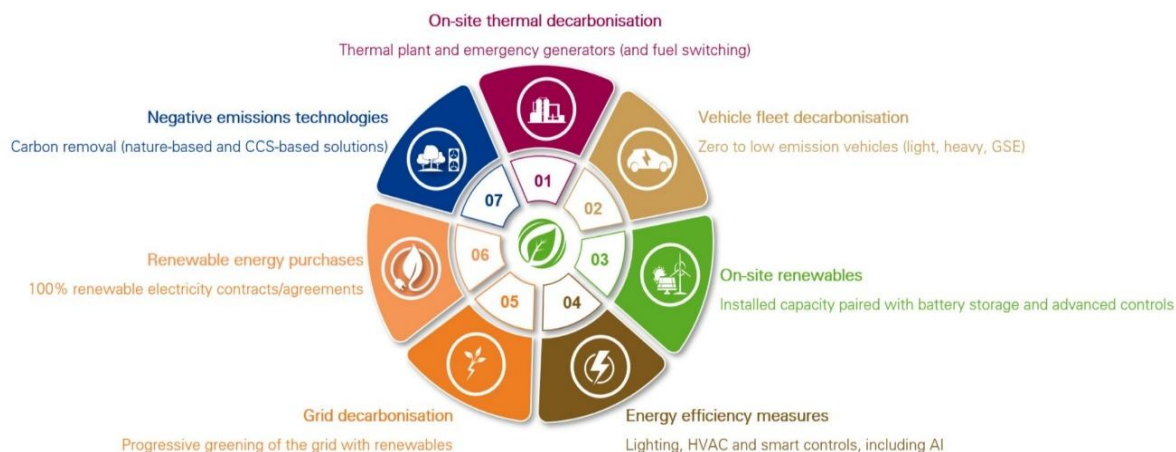 On-site thermal decarbonisation
Thermal plant and emergency generators (and fuel switching)
01
Vehicle fleet decarbonisation
Zero to low emission vehicles (light, heavy, GSE)
02
On-site renewables
Installed capacity paired with battery storage and advanced controls
03
Energy efficiency measures
Lighting, HVAC and smart controls, including AI
04
Grid decarbonisation
Progressive greening of the grid with renewables
05
Renewable energy purchases
100% renewable electricity contracts/agreements
06
Negative emissions technologies
Carbon removal (nature-based and CCS-based solutions)
07